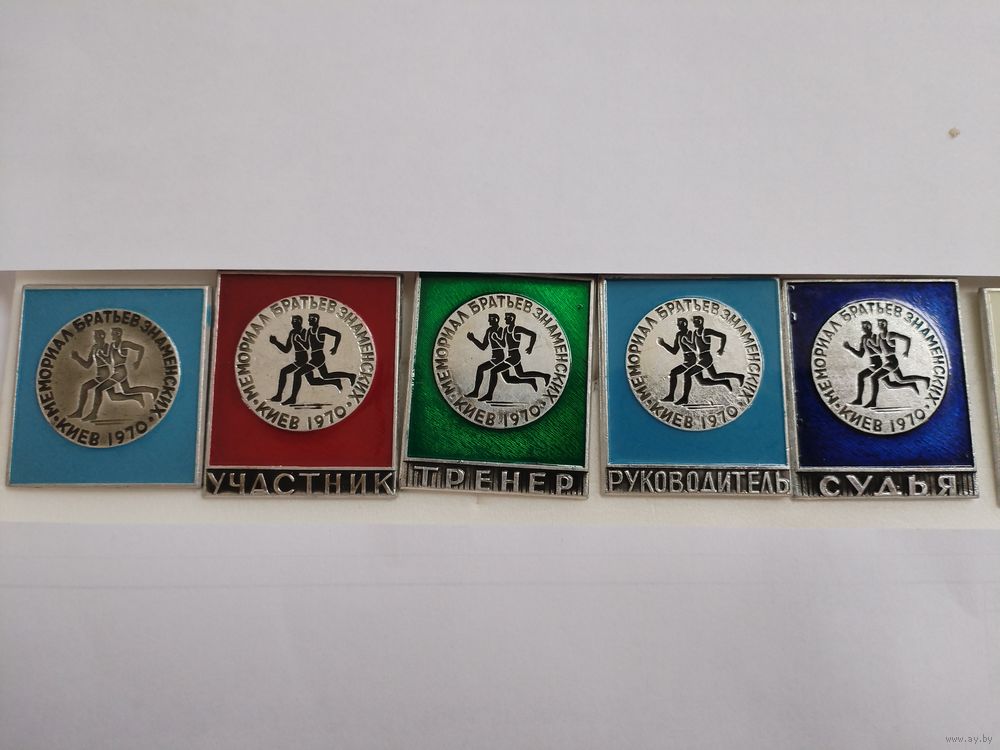 МЕМОРИАЛ БРАТЬЕВ ЗНАМЕНСКИХ
КИЕВ 1970
МЕМОРИАЛ БРАТЬЕВ ЗНАМЕНСКИХ
КИЕВ 1970
УЧАСТНИК
МЕМОРИАЛ БРАТЬЕВ ЗНАМЕНСКИХ
КИЕВ 1970
ТРЕНЕР
МЕМОРИАЛ БРАТЬЕВ ЗНАМЕНСКИХ
КИЕВ 1970
РУКОВОДИТЕЛЬ
МЕМОРИАЛ БРАТЬЕВ ЗНАМЕНСКИХ
КИЕВ 1970
СУДЬЯ
www.ay.by